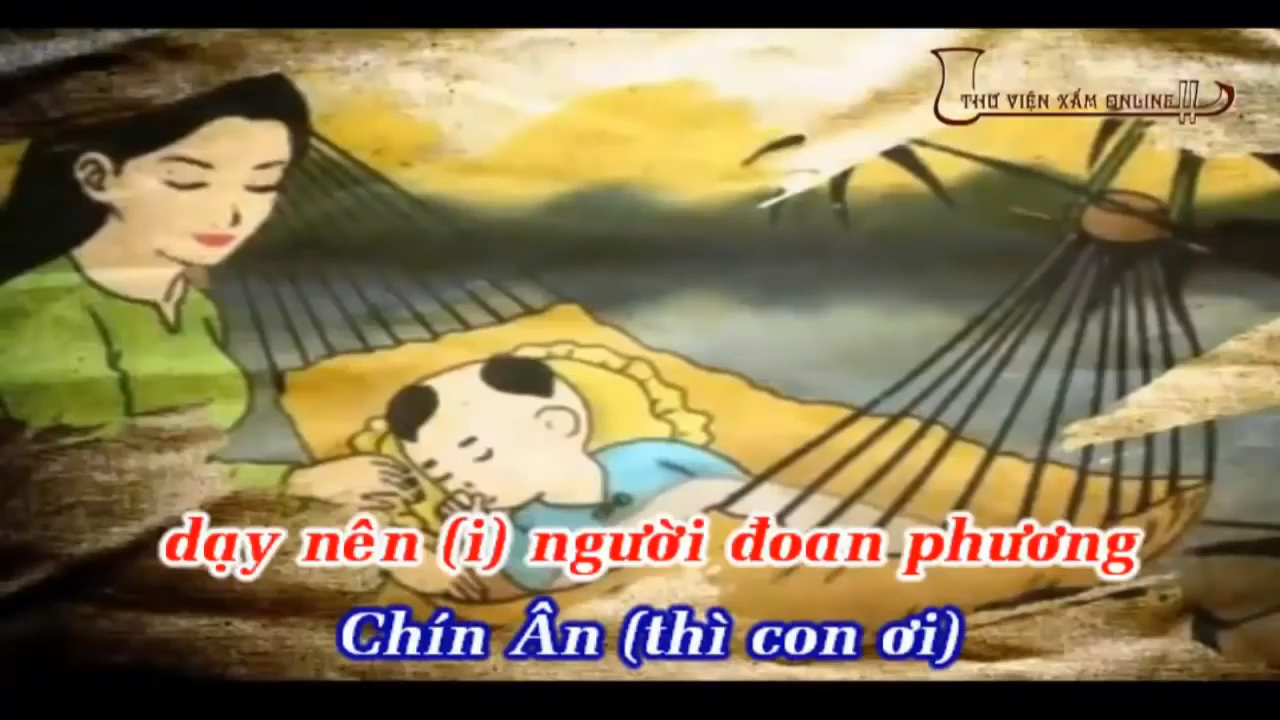 THƯ VIỆN XẨM ONLINE
dạy nên (i) người đoan phương
Chín Ân (thì con ơi)